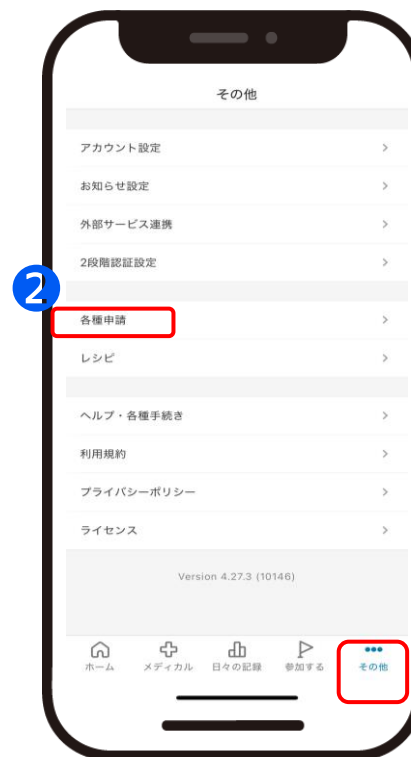 その他
アカウント設定
お知らせ設定
外部サービス連携
2段階認証設定
2
各種申請
レシピ
ヘルプ・各種手続き
利用規約
プライバシーポリシー
ライセンス
Version 4.27.3 (10146)
ホーム メディカル 日々の記録 参加する その他